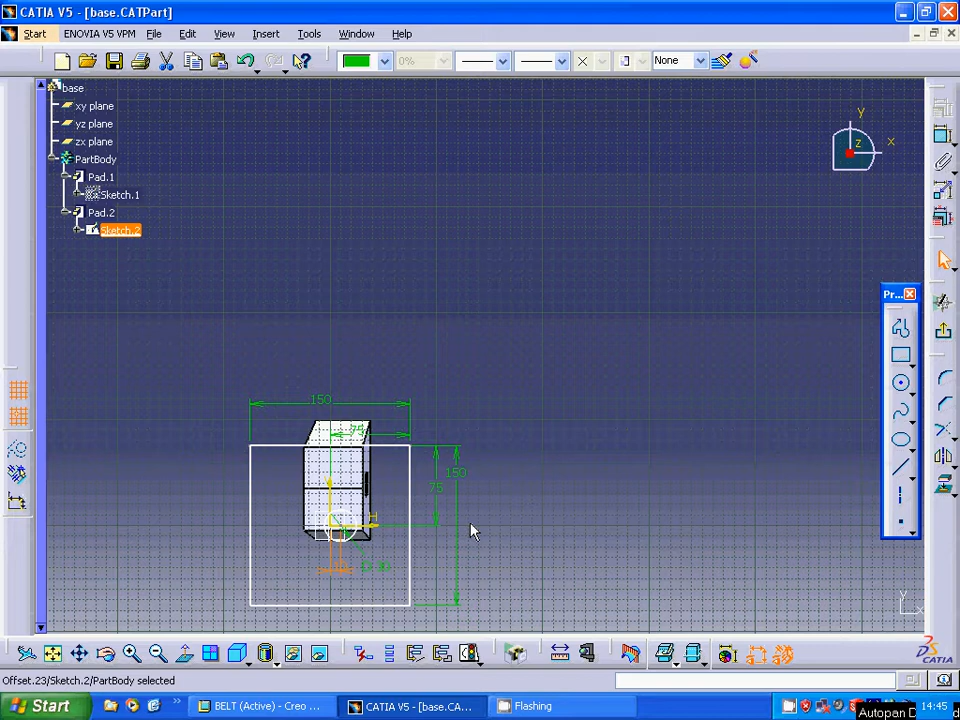 CATIA V5 - [base.CATPart]
Start ENOVIA V5 VPM File Edit View Insert Tools Window Help
0% None
base
xy plane
yz plane
zx plane
PartBody
Pad.1
Sketch.1
Pad.2
Sketch.2
y
x
z
Pr...
150
75
150
75
H
y
x
CATIA
Offset.23/Sketch.2/PartBody selected
Start BELT (Active) - Creo ... CATIA V5 - [base.CA... Flashing 14:45
Autopan D